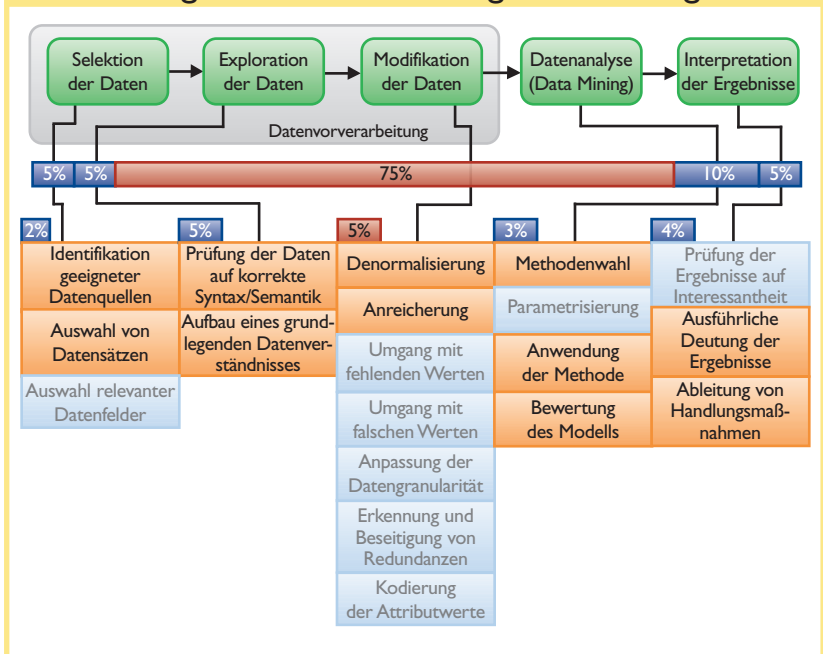 Selektion
der Daten
Exploration
der Daten
Modifikation
der Daten
Datenanalyse
(Data Mining)
Interpretation
der Ergebnisse
Datenvorverarbeitung
5%
5%
75%
10%
5%
2%
Identifikation
geeigneter
Datenquellen
Auswahl von
Datensätzen
Auswahl relevanter
Datenfelder
5%
Prüfung der Daten
auf korrekte
Syntax/Semantik
Aufbau eines grund-
legenden Datenver-
ständnisses
5%
Denormalisierung
Anreicherung
Umgang mit
fehlenden Werten
Umgang mit
falschen Werten
Anpassung der
Datengranularität
Erkennung und
Beseitigung von
Redundanzen
Kodierung
der Attributwerte
3%
Methodenwahl
Parametrisierung
Anwendung
der Methode
Bewertung
des Modells
4%
Prüfung der
Ergebnisse auf
Interessantheit
Ausführliche
Deutung der
Ergebnisse
Ableitung von
Handlungsmaß-
nahmen